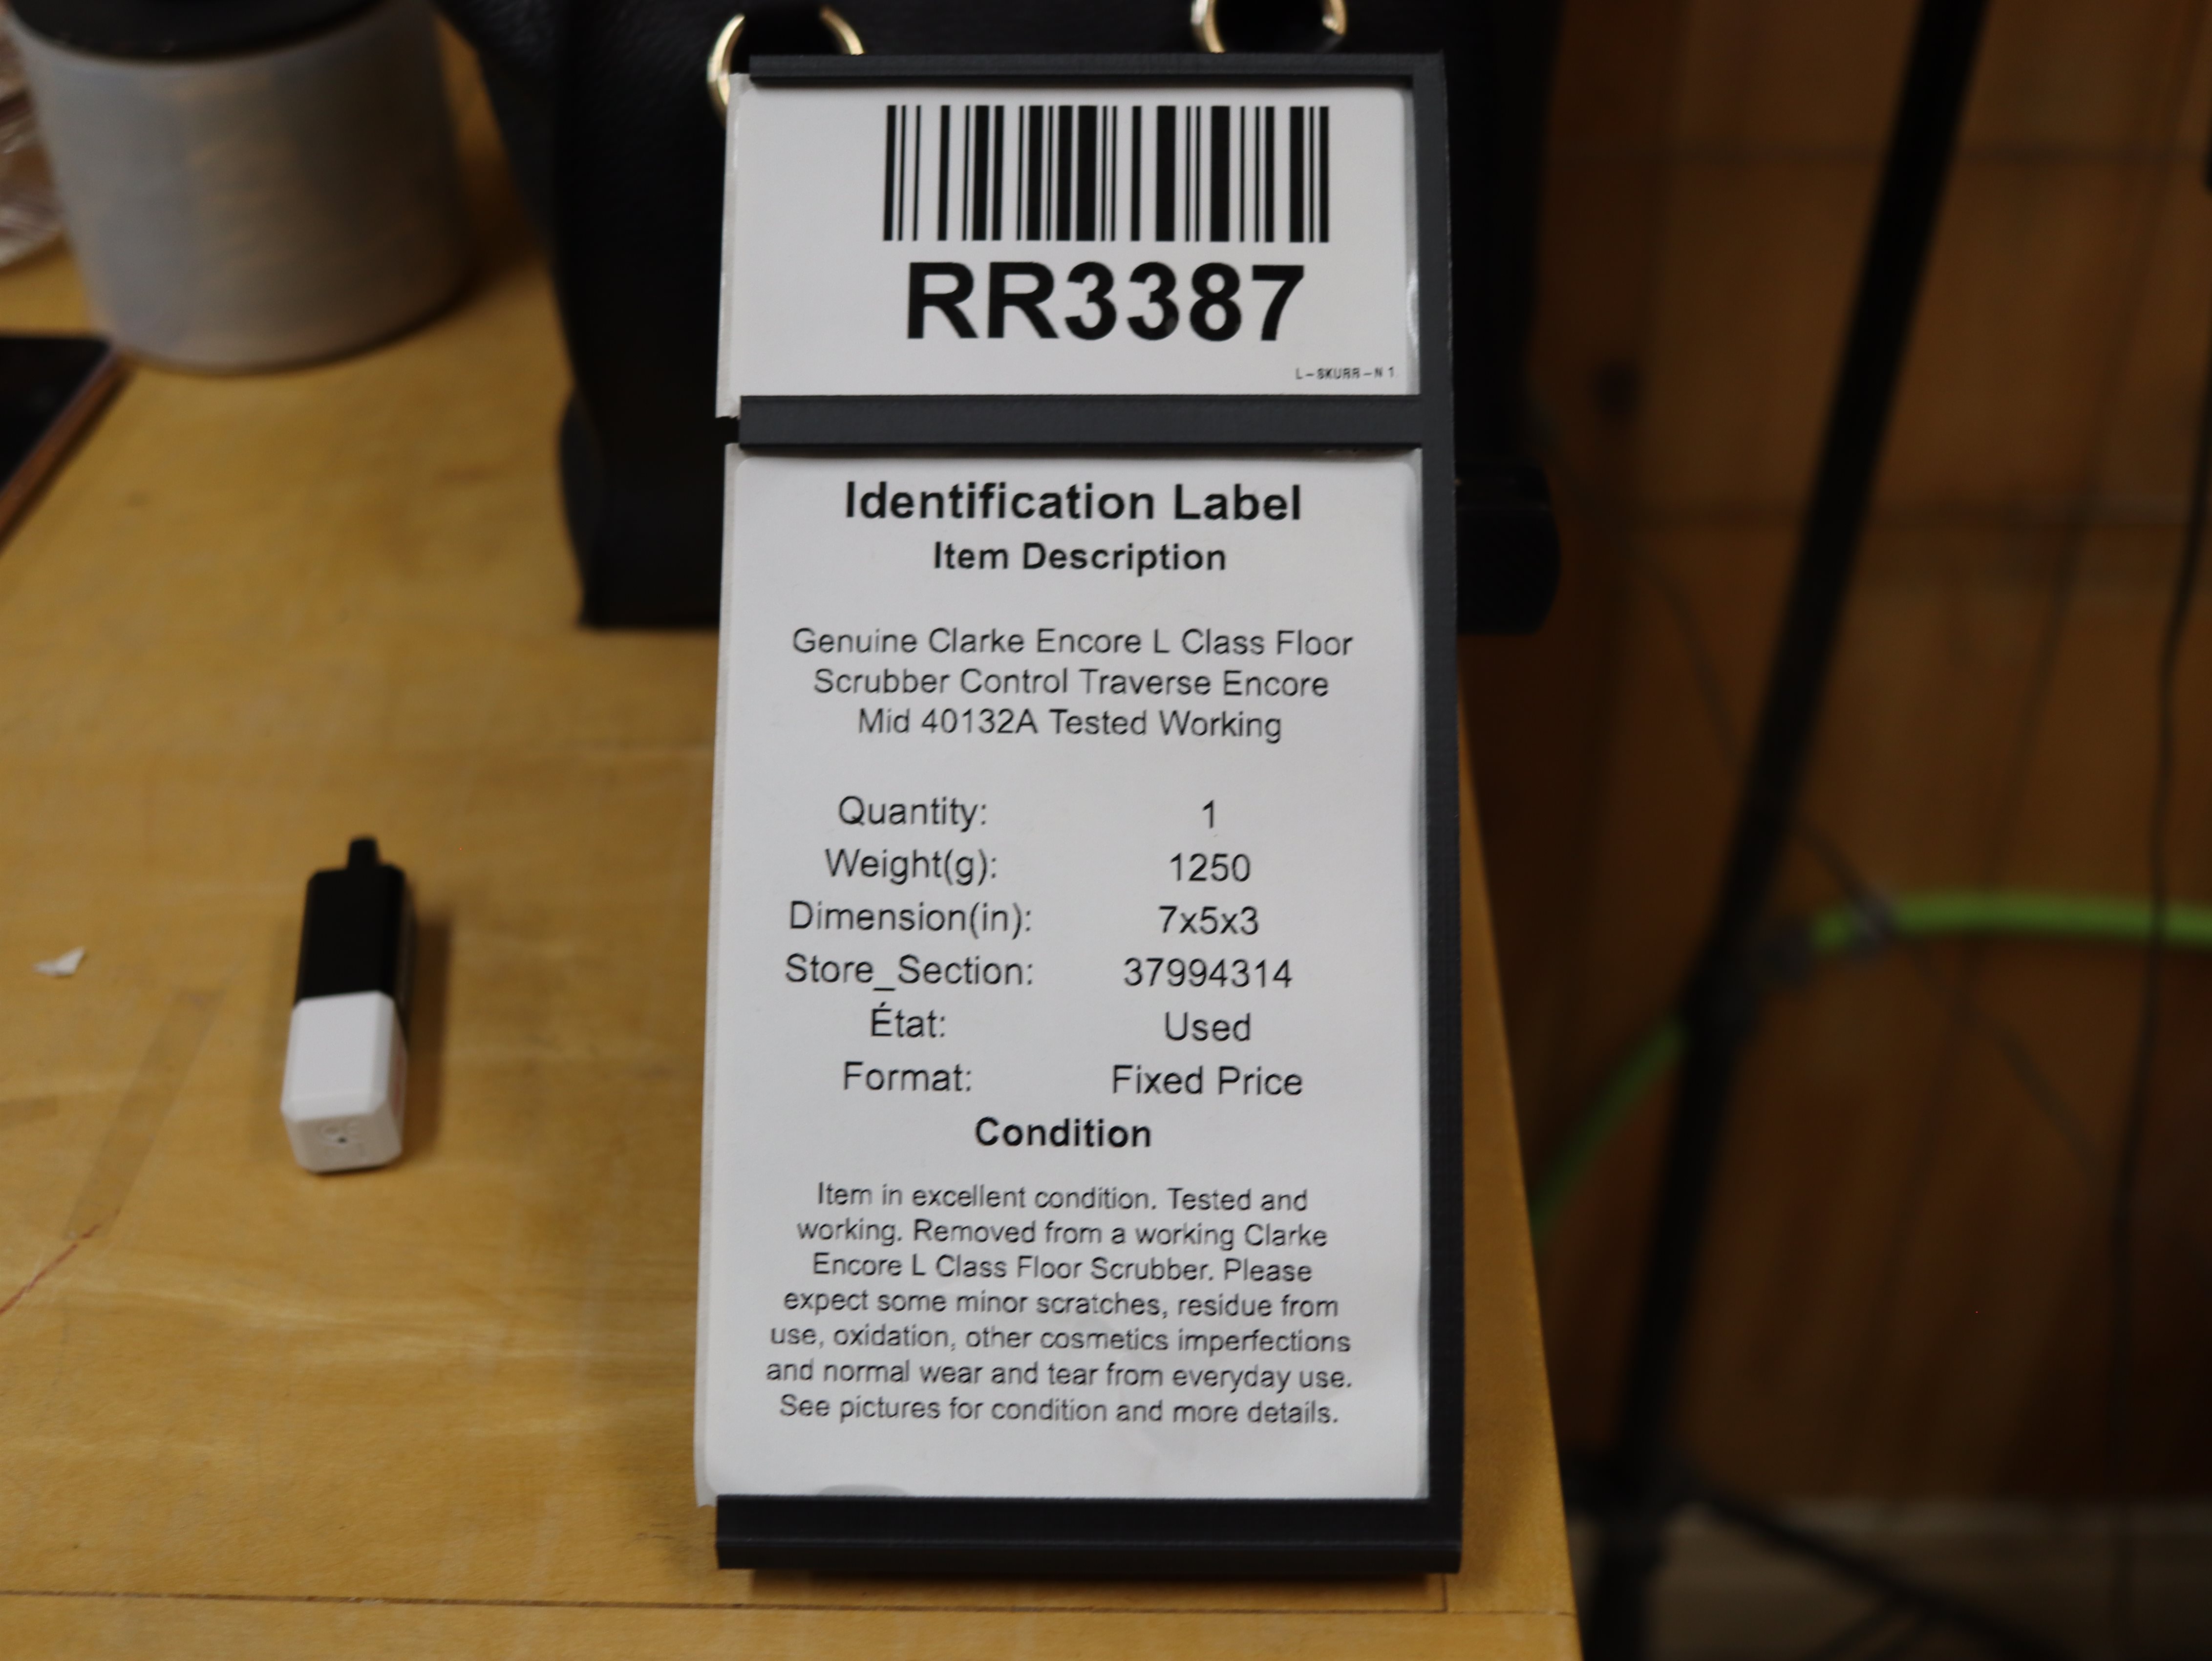 RR3387
L-SKURR-N 1
Identification Label
Item Description
Genuine Clarke Encore L Class Floor
Scrubber Control Traverse Encore
Mid 40132A Tested Working
Quantity: 1
Weight(g): 1250
Dimension(in): 7x5x3
Store_Section: 37994314
État: Used
Format: Fixed Price
Condition
Item in excellent condition. Tested and
working. Removed from a working Clarke
Encore L Class Floor Scrubber. Please
expect some minor scratches, residue from
use, oxidation, other cosmetics imperfections
and normal wear and tear from everyday use.
See pictures for condition and more details.